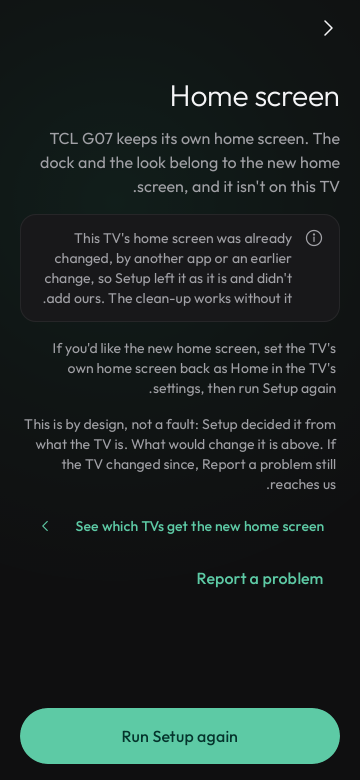 Home screen
TCL G07 keeps its own home screen. The
dock and the look belong to the new home
screen, and it isn't on this TV.
This TV's home screen was already
changed, by another app or an earlier
change, so Setup left it as it is and didn't
add ours. The clean-up works without it.
If you'd like the new home screen, set the TV's
own home screen back as Home in the TV's
settings, then run Setup again.
This is by design, not a fault: Setup decided it from
what the TV is. What would change it is above. If
the TV changed since, Report a problem still
reaches us.
See which TVs get the new home screen
Report a problem
Run Setup again